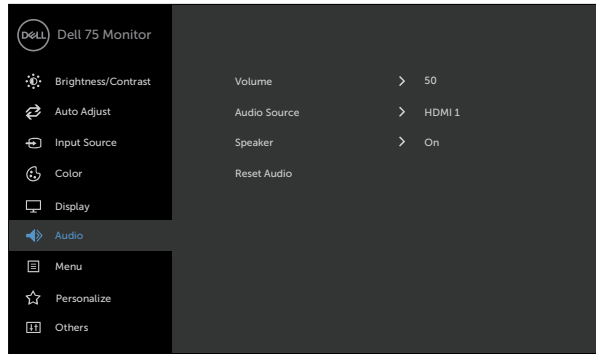 DELL Dell 75 Monitor
Brightness/Contrast
Auto Adjust
Input Source
Color
Display
Audio
Menu
Personalize
Others
Volume 50
Audio Source HDMI 1
Speaker On
Reset Audio